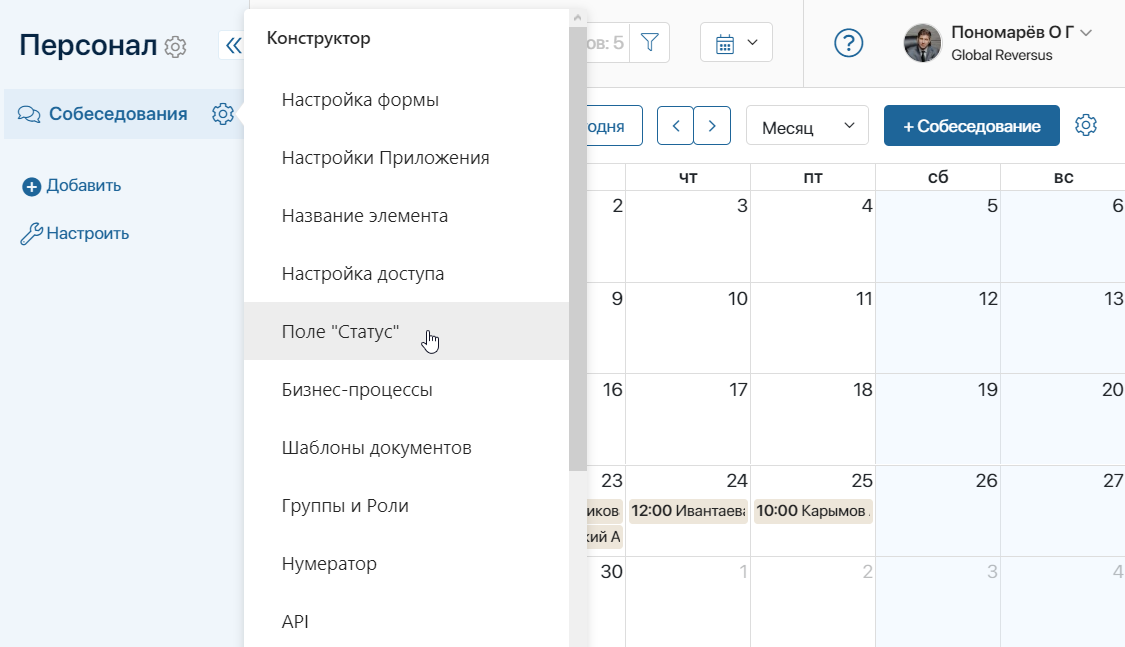 Персонал
Собеседования
Добавить
Настроить
Конструктор
Настройка формы
Настройки Приложения
Название элемента
Настройка доступа
Поле "Статус"
Бизнес-процессы
Шаблоны документов
Группы и Роли
Нумератор
API
ов: 5
?
Пономарёв О Г
Global Reversus
одня
Месяц
+ Собеседование
чт пт сб вс
2 3 4 5 6
9 10 11 12 13
16 17 18 19 20
23 24 25 26 27
иков 12:00 Ивантаева 10:00 Карымов
кий А
30 1 2 3 4